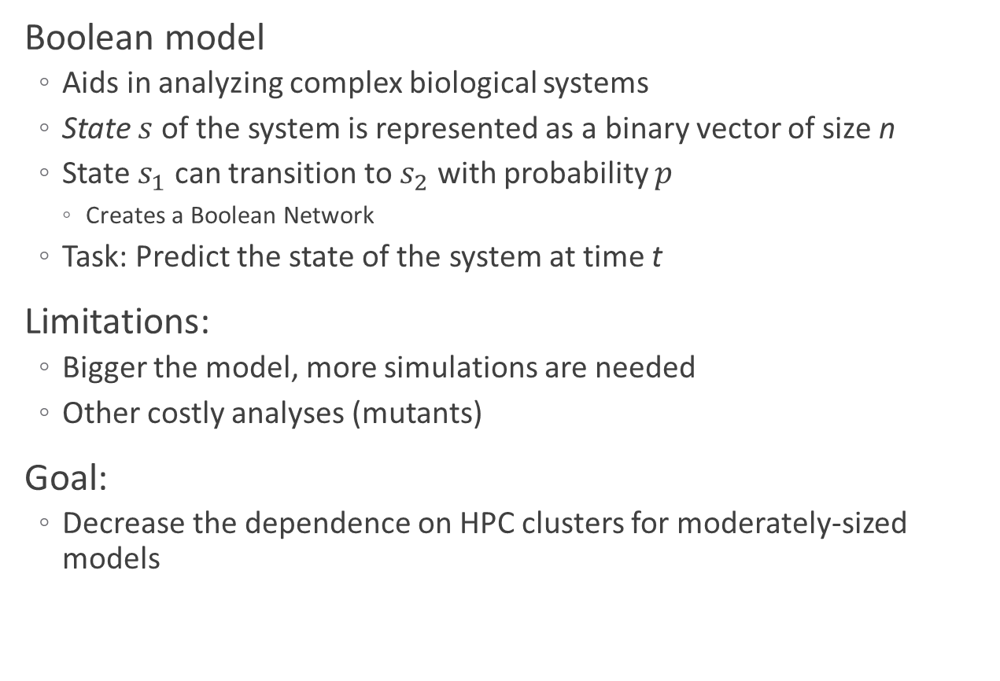 Boolean model
◦ Aids in analyzing complex biological systems
◦ State s of the system is represented as a binary vector of size n
◦ State s₁ can transition to s₂ with probability p
◦ Creates a Boolean Network
◦ Task: Predict the state of the system at time t
Limitations:
◦ Bigger the model, more simulations are needed
◦ Other costly analyses (mutants)
Goal:
◦ Decrease the dependence on HPC clusters for moderately-sized
models